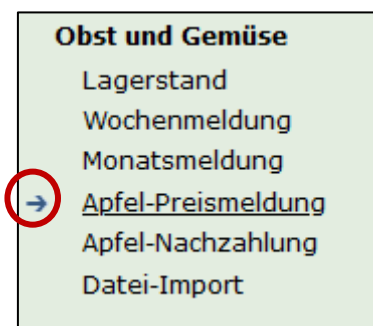 Obst und Gemüse
Lagerstand
Wochenmeldung
Monatsmeldung
Apfel-Preismeldung
Apfel-Nachzahlung
Datei-Import